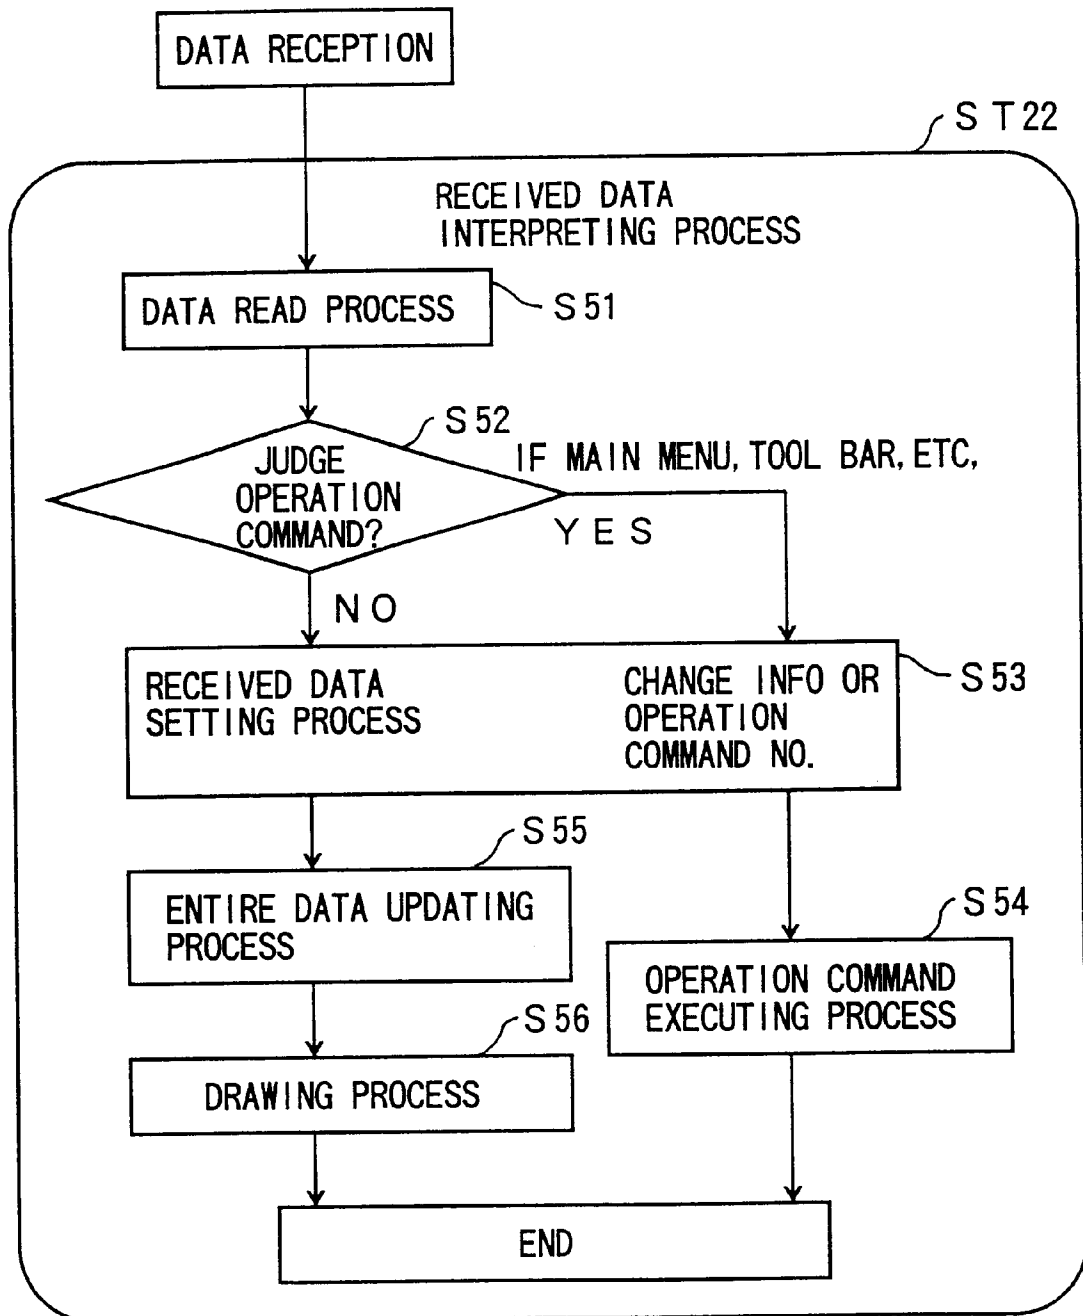 DATA RECEPTION
ST22
RECEIVED DATA
INTERPRETING PROCESS
DATA READ PROCESS
S51
S52
JUDGE
OPERATION
COMMAND?
IF MAIN MENU, TOOL BAR, ETC,
YES
NO
RECEIVED DATA
SETTING PROCESS
CHANGE INFO OR
OPERATION
COMMAND NO.
S53
S55
ENTIRE DATA UPDATING
PROCESS
S54
OPERATION COMMAND
EXECUTING PROCESS
S56
DRAWING PROCESS
END